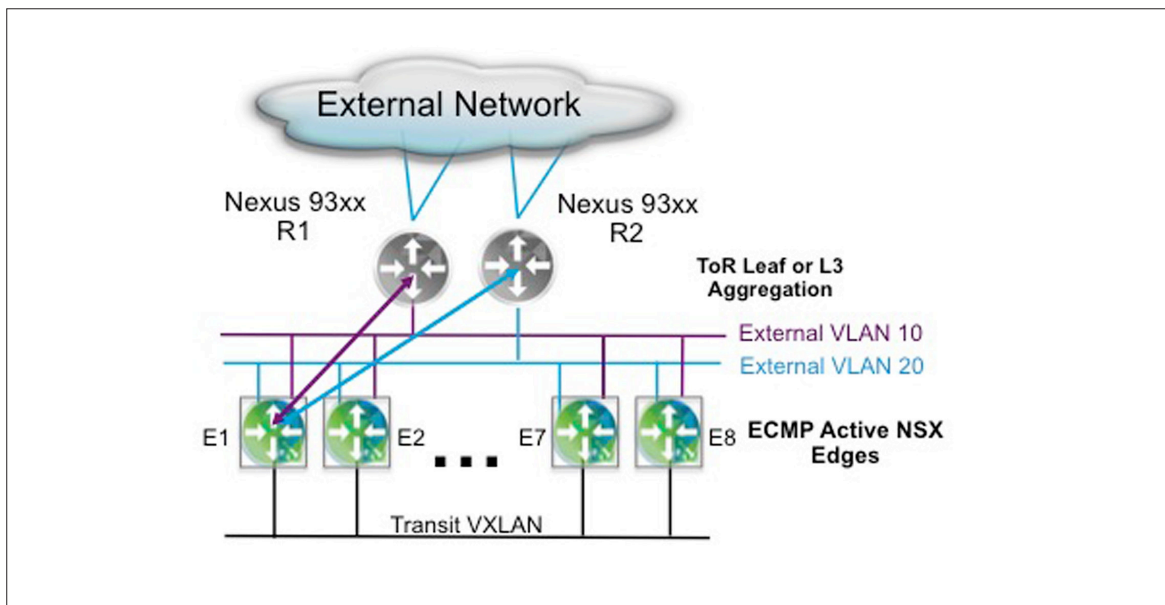 External Network
Nexus 93xx
R1
Nexus 93xx
R2
ToR Leaf or L3
Aggregation
External VLAN 10
External VLAN 20
E1
E2
E7
E8
ECMP Active NSX
Edges
...
Transit VXLAN